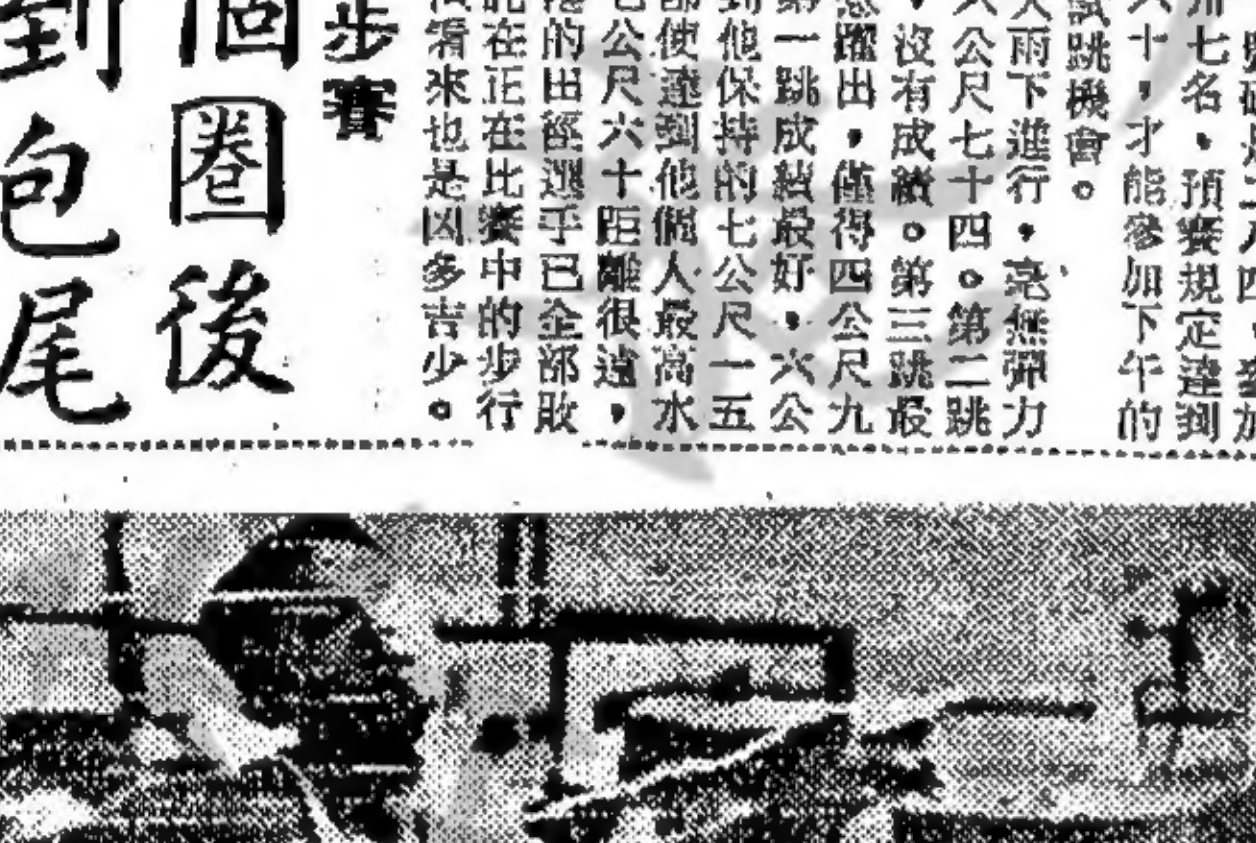 卅七名，預賽規定達到
六十，才能參加下午的
試跳機會。
大雨下進行，毫無彈力
六公尺七十四。第二跳
，沒有成績。第三跳最
躍出，僅得四公尺九
第一跳成績最好，六公
到他保持的七公尺一五
即使達到他個人最高水
七公尺六十距離很遠，
港的田徑選手已全部敗
此在正在比賽中的步行
看來也是凶多吉少。
步賽
個圈後
到包尾